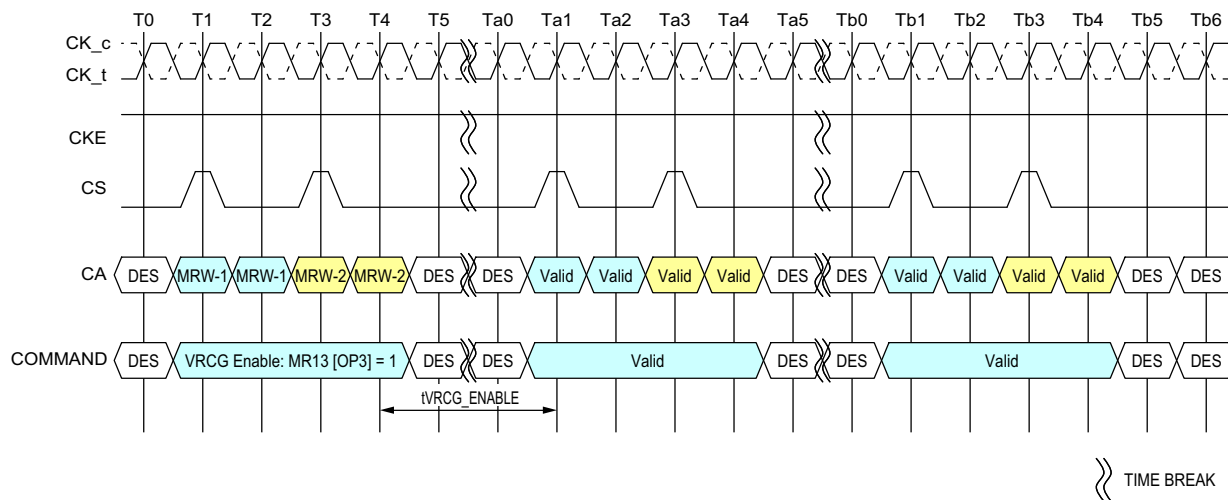 T0 T1 T2 T3 T4 T5 Ta0 Ta1 Ta2 Ta3 Ta4 Ta5 Tb0 Tb1 Tb2 Tb3 Tb4 Tb5 Tb6
CK_c
CK_t
CKE
CS
CA DES MRW-1 MRW-1 MRW-2 MRW-2 DES DES Valid Valid Valid Valid DES DES Valid Valid Valid Valid DES DES
COMMAND DES VRCG Enable: MR13 [OP3] = 1 DES DES Valid DES DES Valid DES DES
tVRCG_ENABLE
TIME BREAK